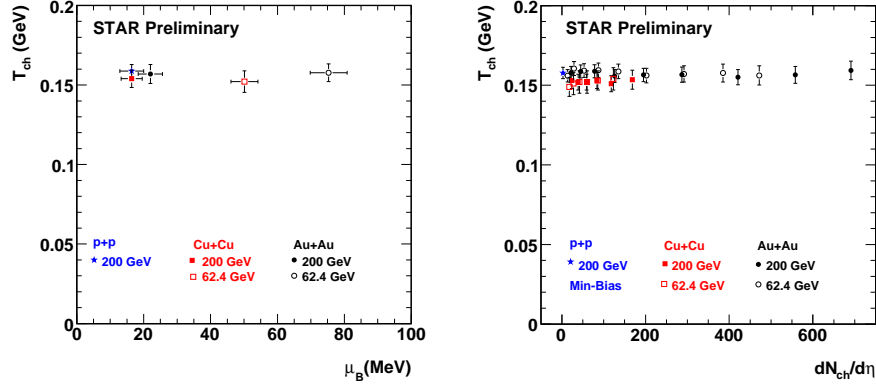 STAR Preliminary
T_ch (GeV)
0.2
0.15
0.1
0.05
0
p+p
200 GeV
Cu+Cu
200 GeV
62.4 GeV
Au+Au
200 GeV
62.4 GeV
0 20 40 60 80 100
μ_B(MeV)
STAR Preliminary
T_ch (GeV)
0.2
0.15
0.1
0.05
0
p+p
200 GeV
Min-Bias
Cu+Cu
200 GeV
62.4 GeV
Au+Au
200 GeV
62.4 GeV
0 200 400 600
dN_ch/dη